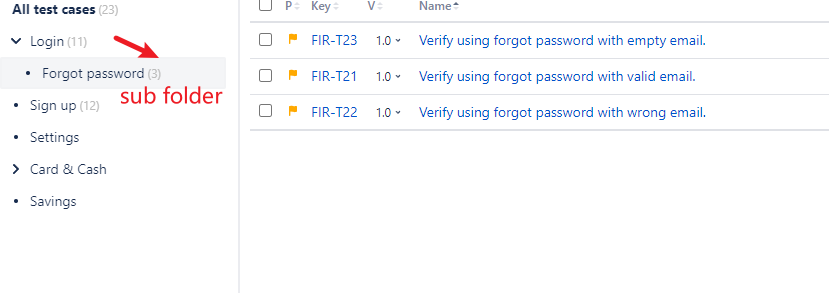 All test cases (23)
Login (11)
Forgot password (3)
sub folder
Sign up (12)
Settings
Card & Cash
Savings
P Key V Name
FIR-T23 1.0 Verify using forgot password with empty email.
FIR-T21 1.0 Verify using forgot password with valid email.
FIR-T22 1.0 Verify using forgot password with wrong email.